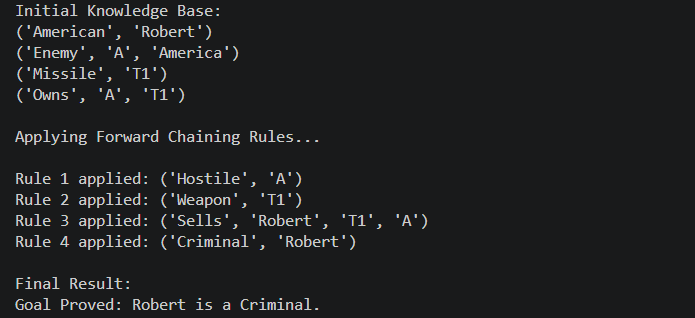 Initial Knowledge Base:
('American', 'Robert')
('Enemy', 'A', 'America')
('Missile', 'T1')
('Owns', 'A', 'T1')
Applying Forward Chaining Rules...
Rule 1 applied: ('Hostile', 'A')
Rule 2 applied: ('Weapon', 'T1')
Rule 3 applied: ('Sells', 'Robert', 'T1', 'A')
Rule 4 applied: ('Criminal', 'Robert')
Final Result:
Goal Proved: Robert is a Criminal.